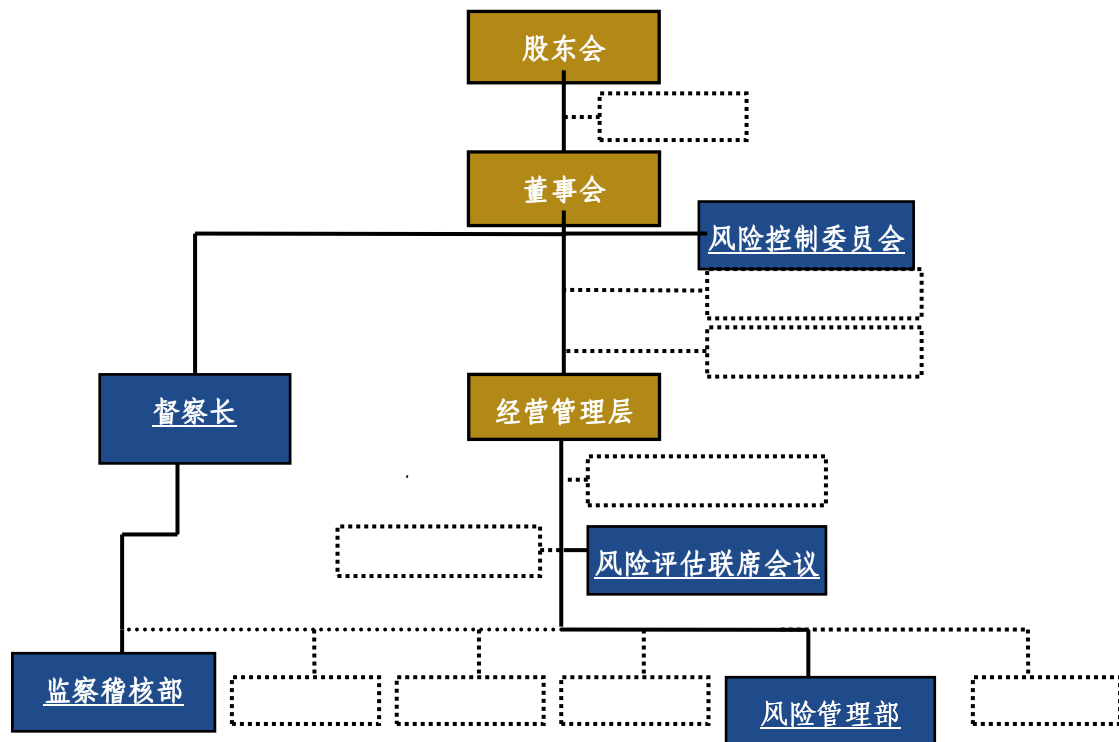 股东会
董事会
风险控制委员会
督察长
经营管理层
风险评估联席会议
监察稽核部
风险管理部